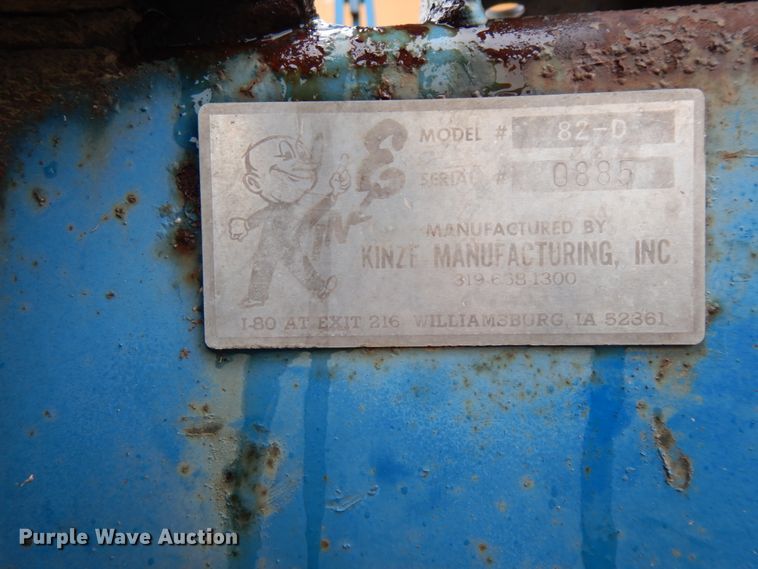 MODEL # 82-D
SERIAL # 0885
KINZE
MANUFACTURED BY
KINZE MANUFACTURING, INC
319-668-1300
I-80 AT EXIT 216 WILLIAMSBURG IA 52361
Purple Wave Auction